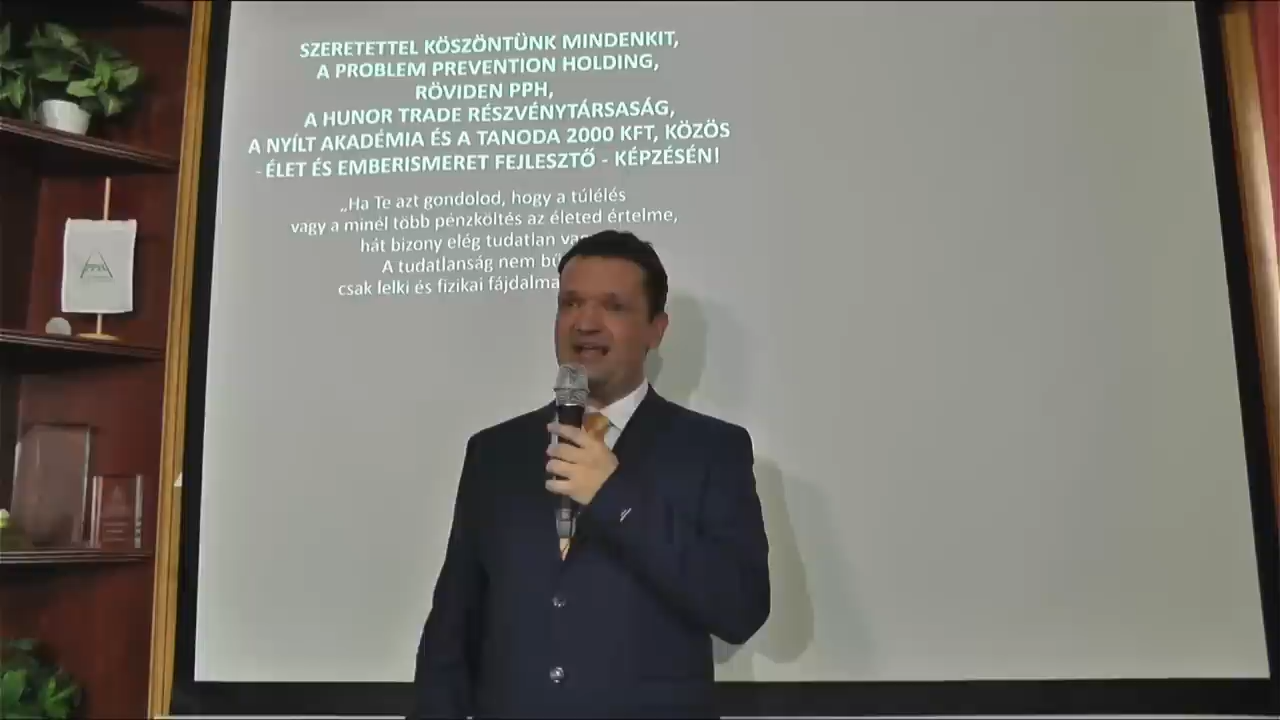 SZERETETTEL KÖSZÖNTÜNK MINDENKIT,
A PROBLEM PREVENTION HOLDING,
RÖVIDEN PPH,
A HUNOR TRADE RÉSZVÉNYTÁRSASÁG,
A NYÍLT AKADÉMIA ÉS A TANODA 2000 KFT, KÖZÖS
- ÉLET ÉS EMBERISMERET FEJLESZTŐ - KÉPZÉSÉN!
„Ha Te azt gondolod, hogy a túlélés
vagy a minél több pénzköltés az életed értelme,
hát bizony elég tudatlan
A tudatlanság nem
csak lelki és fizikai